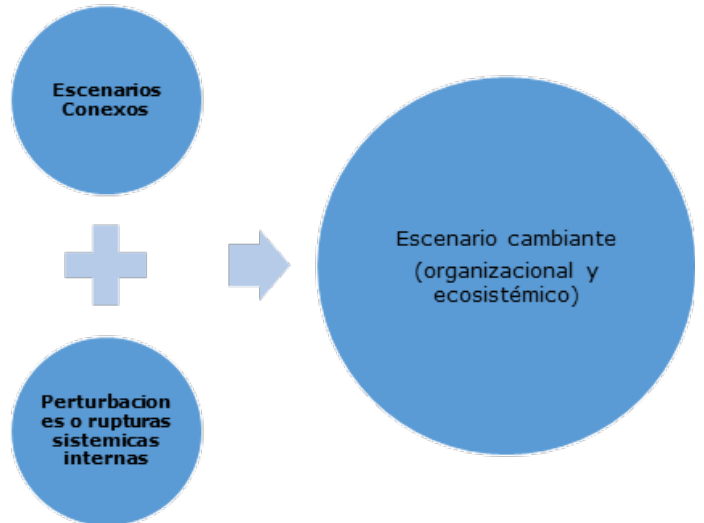 Escenarios
Conexos
Perturbacion
es o rupturas
sistemicas
internas
Escenario cambiante
(organizacional y
ecosistémico)